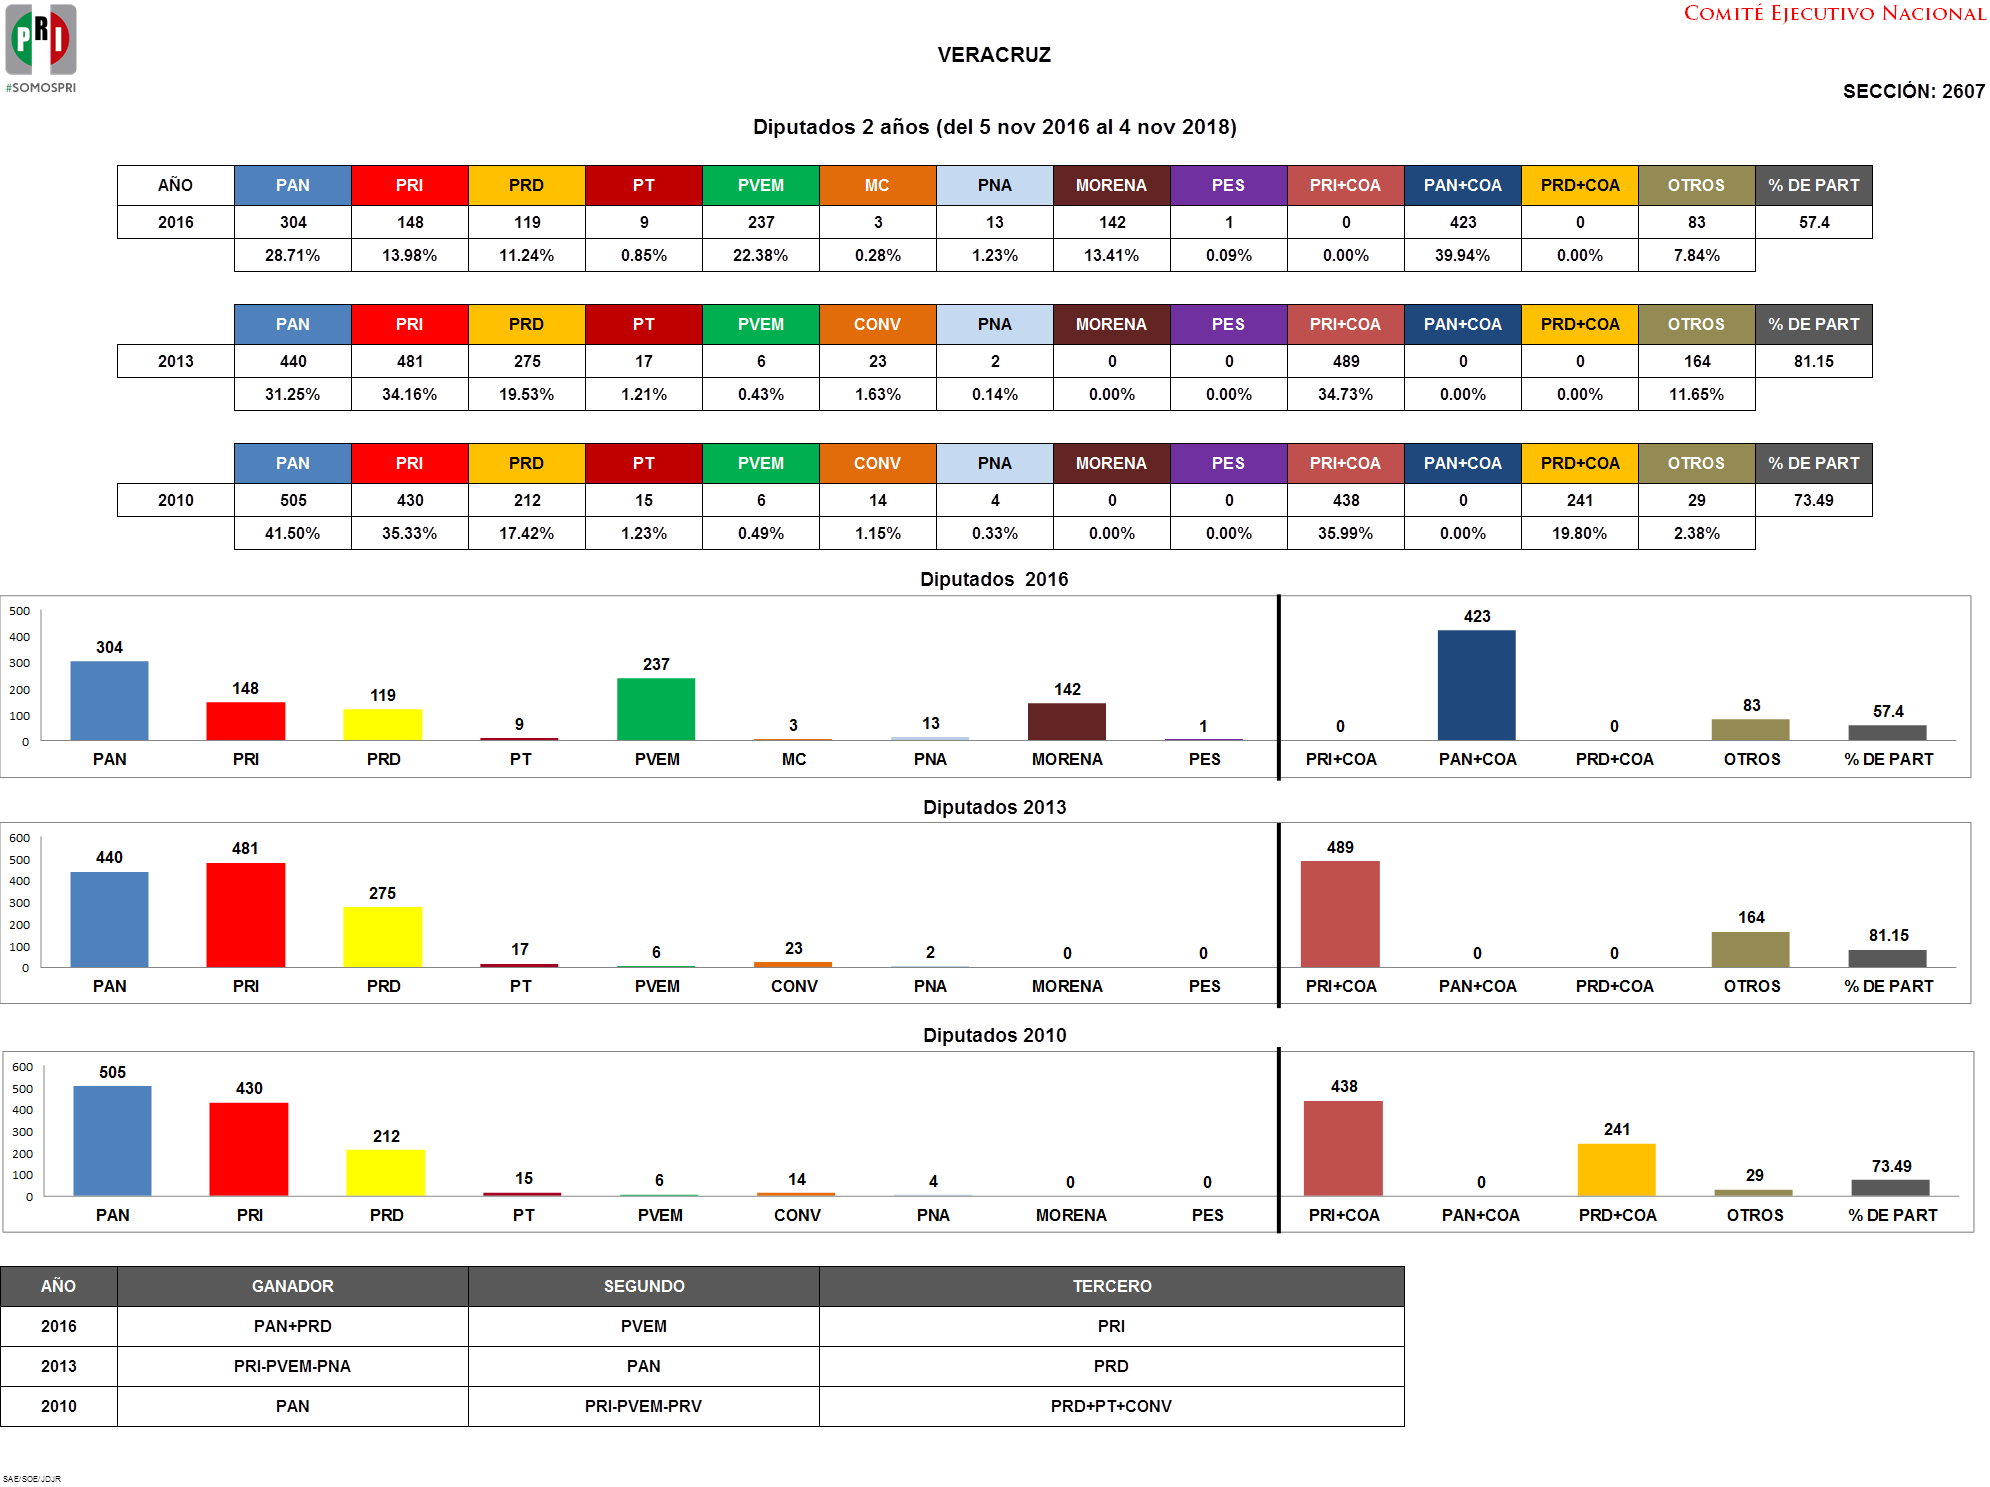 PRI
#SOMOSPRI
COMITÉ EJECUTIVO NACIONAL
VERACRUZ
SECCIÓN: 2607
Diputados 2 años (del 5 nov 2016 al 4 nov 2018)
AÑO PAN PRI PRD PT PVEM MC PNA MORENA PES PRI+COA PAN+COA PRD+COA OTROS % DE PART
2016 304 148 119 9 237 3 13 142 1 0 423 0 83 57.4
28.71% 13.98% 11.24% 0.85% 22.38% 0.28% 1.23% 13.41% 0.09% 0.00% 39.94% 0.00% 7.84%
PAN PRI PRD PT PVEM CONV PNA MORENA PES PRI+COA PAN+COA PRD+COA OTROS % DE PART
2013 440 481 275 17 6 23 2 0 0 489 0 0 164 81.15
31.25% 34.16% 19.53% 1.21% 0.43% 1.63% 0.14% 0.00% 0.00% 34.73% 0.00% 0.00% 11.65%
PAN PRI PRD PT PVEM CONV PNA MORENA PES PRI+COA PAN+COA PRD+COA OTROS % DE PART
2010 505 430 212 15 6 14 4 0 0 438 0 241 29 73.49
41.50% 35.33% 17.42% 1.23% 0.49% 1.15% 0.33% 0.00% 0.00% 35.99% 0.00% 19.80% 2.38%
Diputados 2016
500
400
300
200
100
0
304 148 119 9 237 3 13 142 1 0 423 0 83 57.4
PAN PRI PRD PT PVEM MC PNA MORENA PES PRI+COA PAN+COA PRD+COA OTROS % DE PART
Diputados 2013
600
500
400
300
200
100
0
440 481 275 17 6 23 2 0 0 489 0 0 164 81.15
PAN PRI PRD PT PVEM CONV PNA MORENA PES PRI+COA PAN+COA PRD+COA OTROS % DE PART
Diputados 2010
600
500
400
300
200
100
0
505 430 212 15 6 14 4 0 0 438 0 241 29 73.49
PAN PRI PRD PT PVEM CONV PNA MORENA PES PRI+COA PAN+COA PRD+COA OTROS % DE PART
AÑO GANADOR SEGUNDO TERCERO
2016 PAN+PRD PVEM PRI
2013 PRI-PVEM-PNA PAN PRD
2010 PAN PRI-PVEM-PRV PRD+PT+CONV
SAE/SOE/JDJR